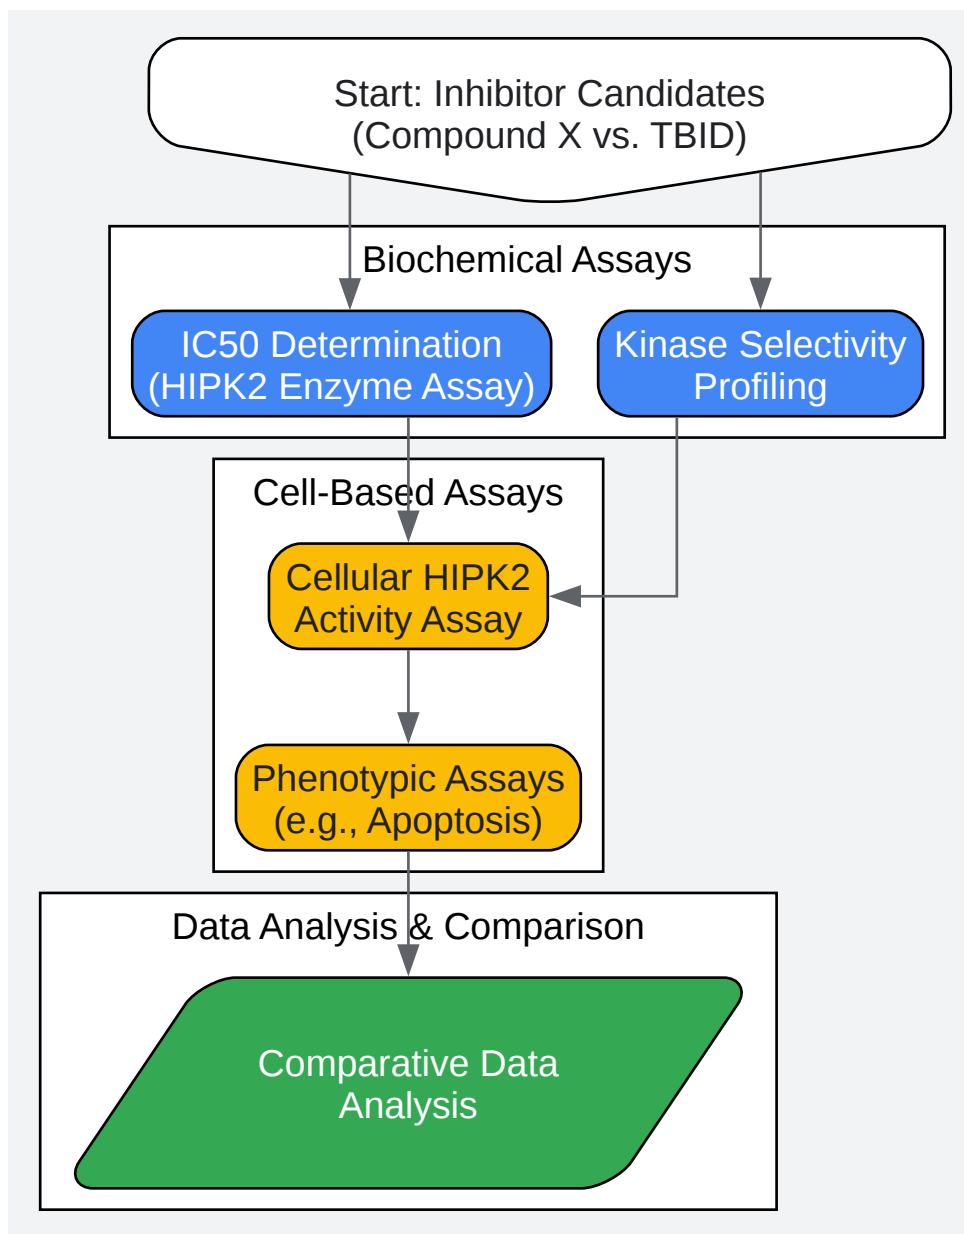 Start: Inhibitor Candidates
(Compound X vs. TBID)
Biochemical Assays
IC50 Determination
(HIPK2 Enzyme Assay)
Kinase Selectivity
Profiling
Cell-Based Assays
Cellular HIPK2
Activity Assay
Phenotypic Assays
(e.g., Apoptosis)
Data Analysis & Comparison
Comparative Data
Analysis